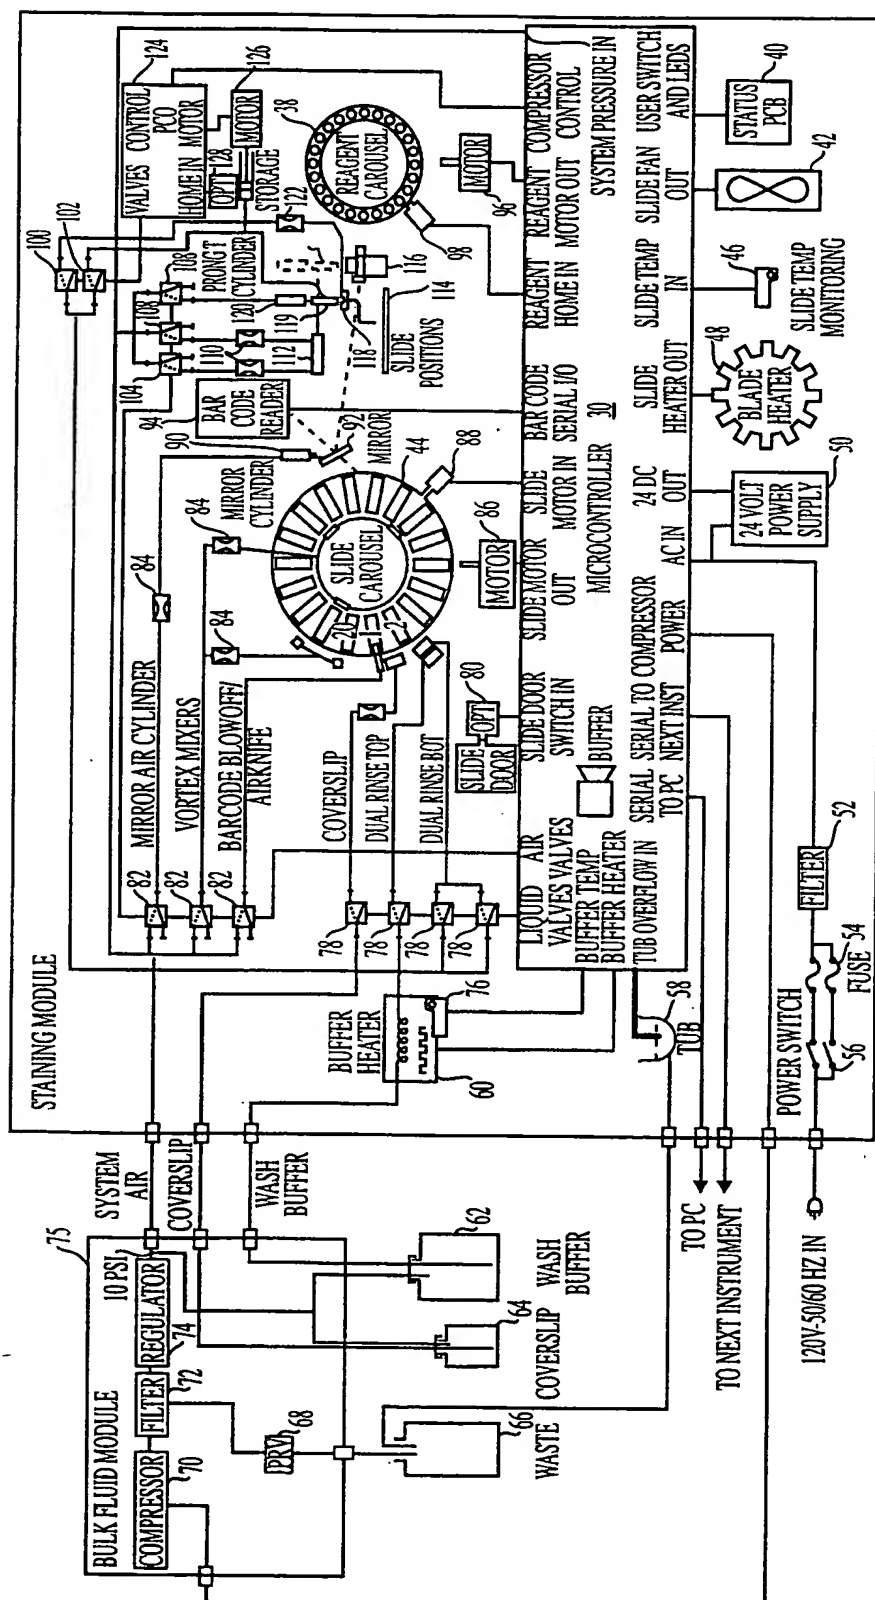 STAINING MODULE
124
VALVES CONTROL
PCO
HOME IN MOTOR
126
MOTOR
128
OPT
STORAGE
122
100
102
38
REAGENT
CAROUSEL
MOTOR
96
98
108
108
104
PRONGT
CYLINDER
120
119
118
116
114
SLIDE
POSITIONS
110
112
94
BAR
CODE
READER
90
92
MIRROR
MIRROR
CYLINDER
84
84
84
44
88
SLIDE
CAROUSEL
20
1
2
86
MOTOR
80
OPT
SLIDE
DOOR
MIRROR AIR CYLINDER
VORTEX MIXERS
BARCODE BLOWOFF/
AIRKNIFE
COVERSLIP
DUAL RINSE TOP
DUAL RINSE BOT
82
82
82
78
78
78
78
LIQUID AIR
VALVES VALVES
BUFFER TEMP
BUFFER HEATER
TUB OVERFLOW IN
SLIDE DOOR
SWITCH IN
BUFFER
SLIDE MOTOR
OUT
SLIDE
MOTOR IN
MICROCONTROLLER
30
BAR CODE
SERIAL I/O
REAGENT
HOME IN
REAGENT
MOTOR OUT
COMPRESSOR
CONTROL
SYSTEM PRESSURE IN
SERIAL
TO PC
SERIAL TO
NEXT INST
COMPRESSOR
POWER
AC IN
24 DC
OUT
SLIDE
HEATER OUT
SLIDE TEMP
IN
SLIDE FAN
OUT
USER SWITCH
AND LEDS
STATUS
PCB
40
42
46
SLIDE TEMP
MONITORING
48
BLADE
HEATER
50
24 VOLT
POWER
SUPPLY
52
FILTER
54
FUSE
56
POWER SWITCH
58
TUB
BUFFER
HEATER
76
60
75
BULK FLUID MODULE
COMPRESSOR
70
FILTER
72
REGULATOR
74
10 PSI
PRV
68
SYSTEM
AIR
COVERSLIP
WASH
BUFFER
62
WASH
BUFFER
64
COVERSLIP
66
WASTE
TO PC
TO NEXT INSTRUMENT
120V-50/60 HZ IN